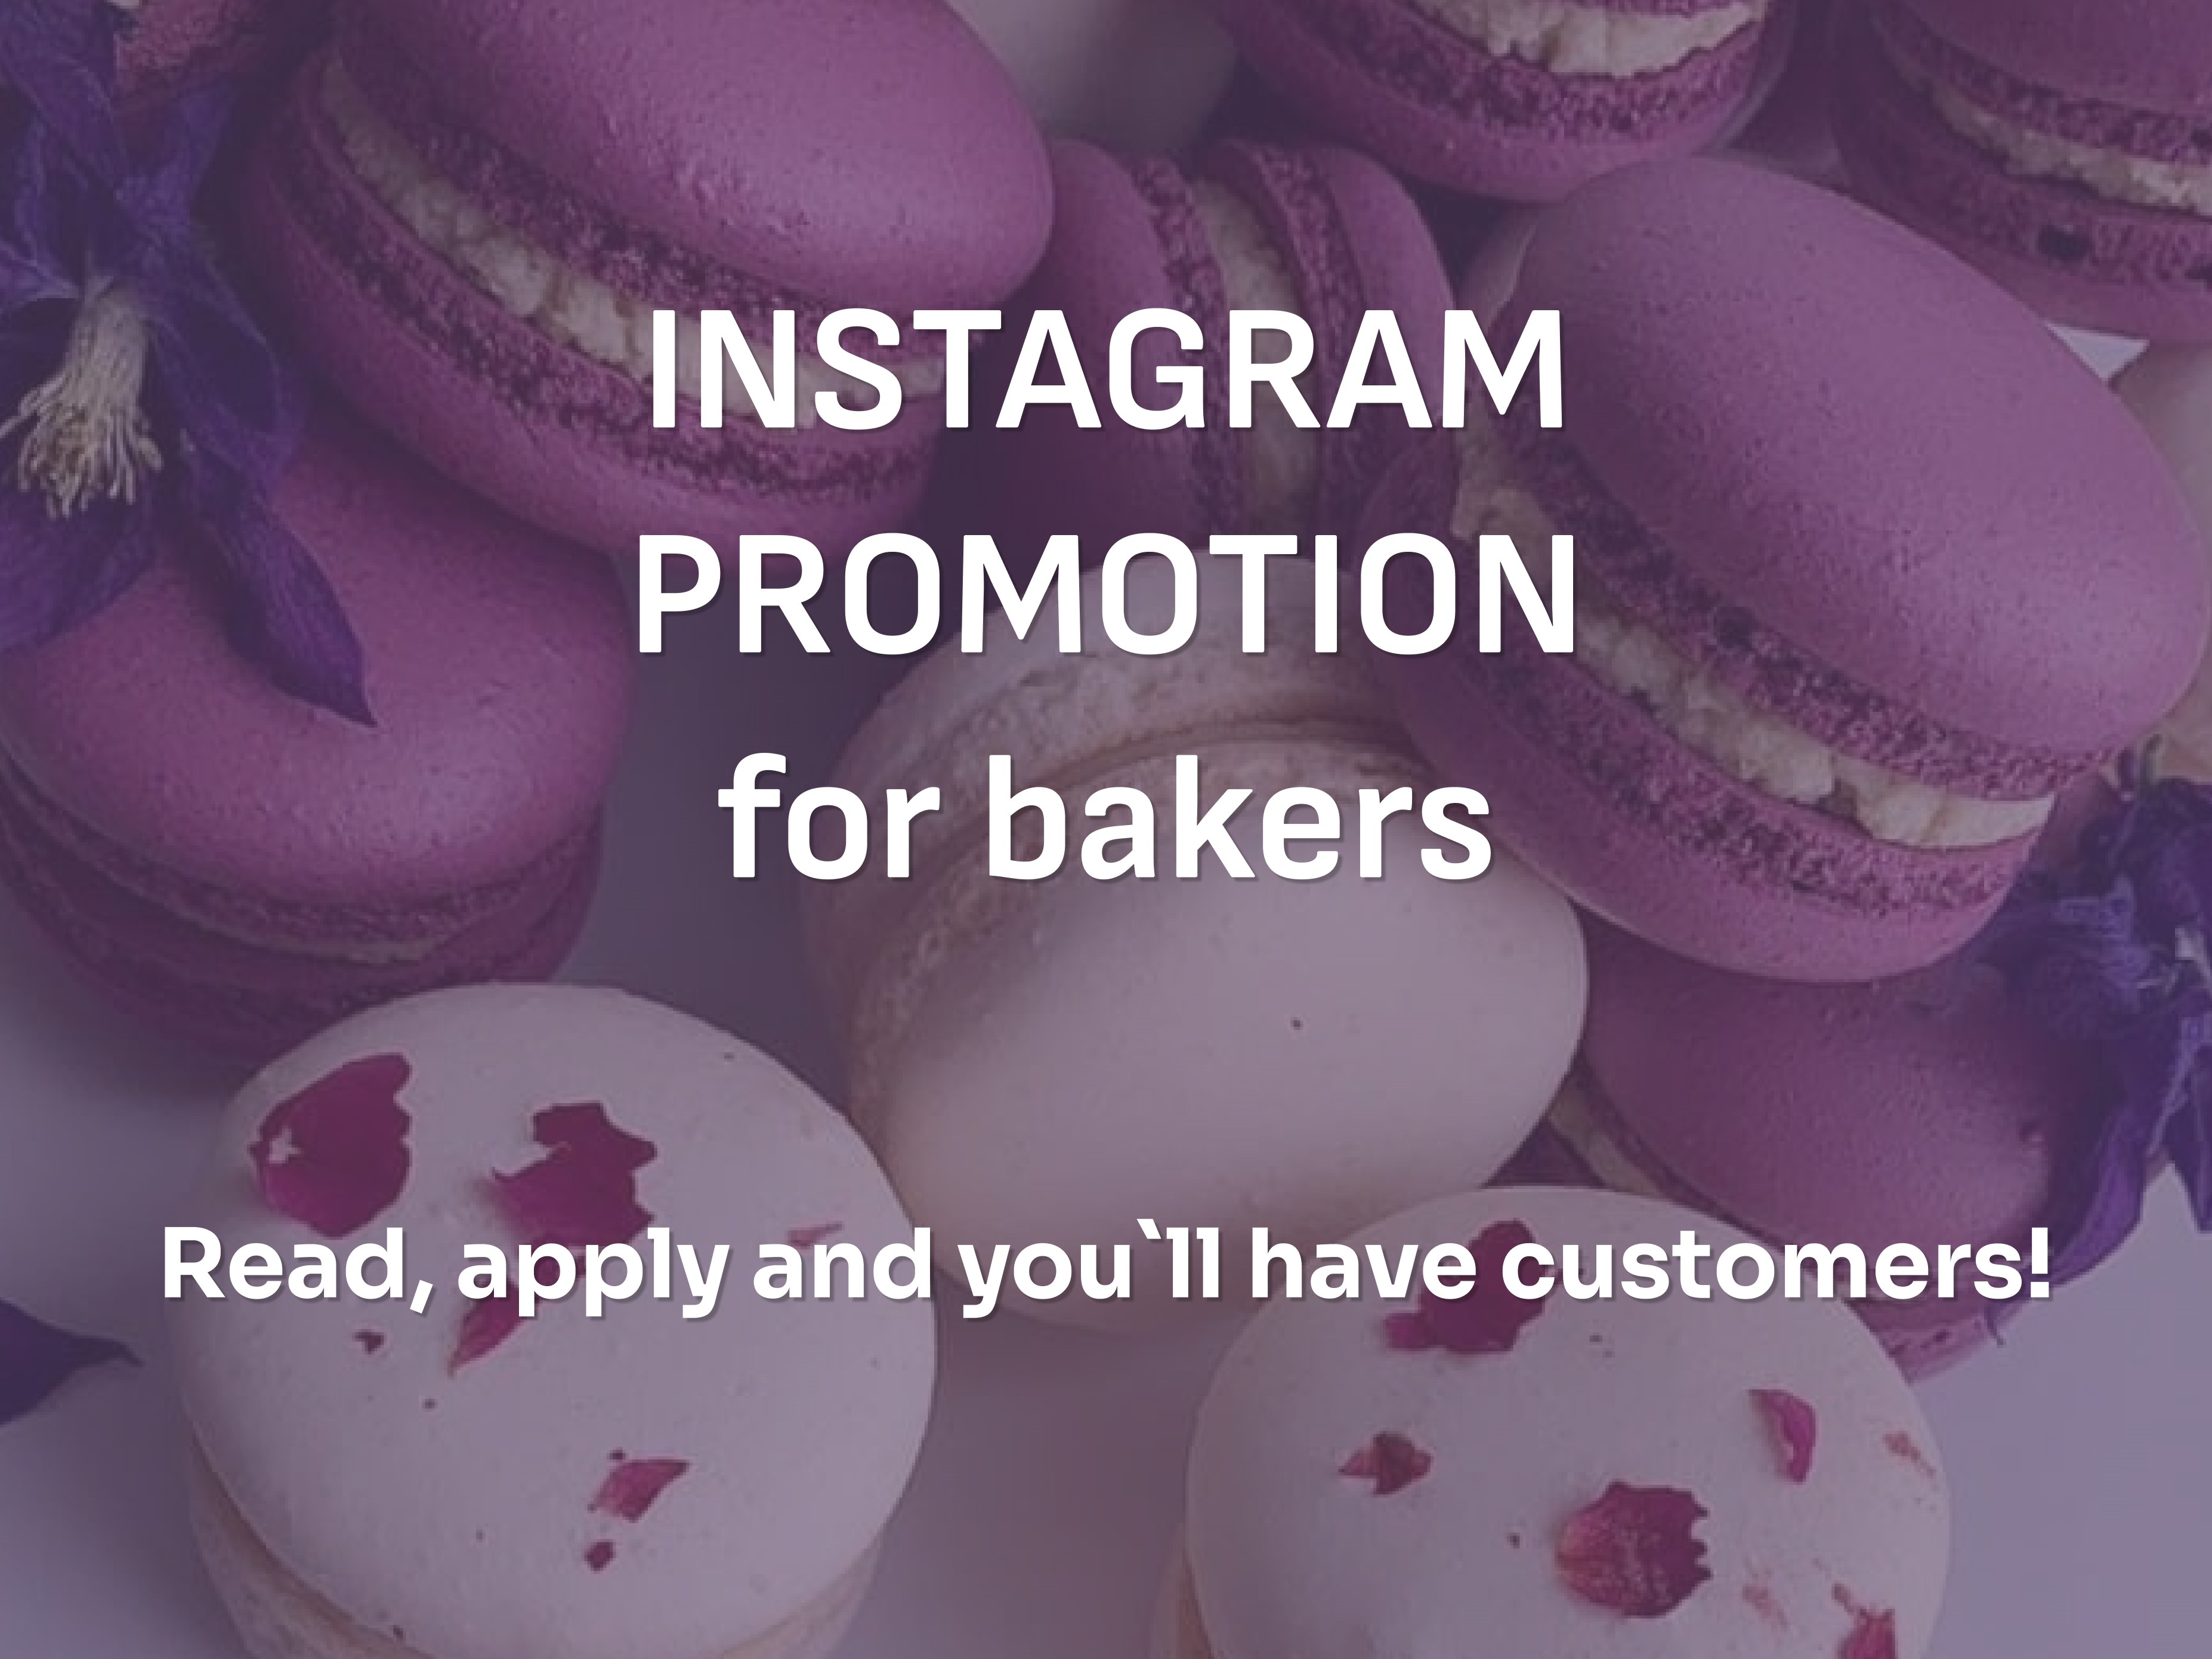 INSTAGRAM
PROMOTION
for bakers
Read, apply and you`ll have customers!